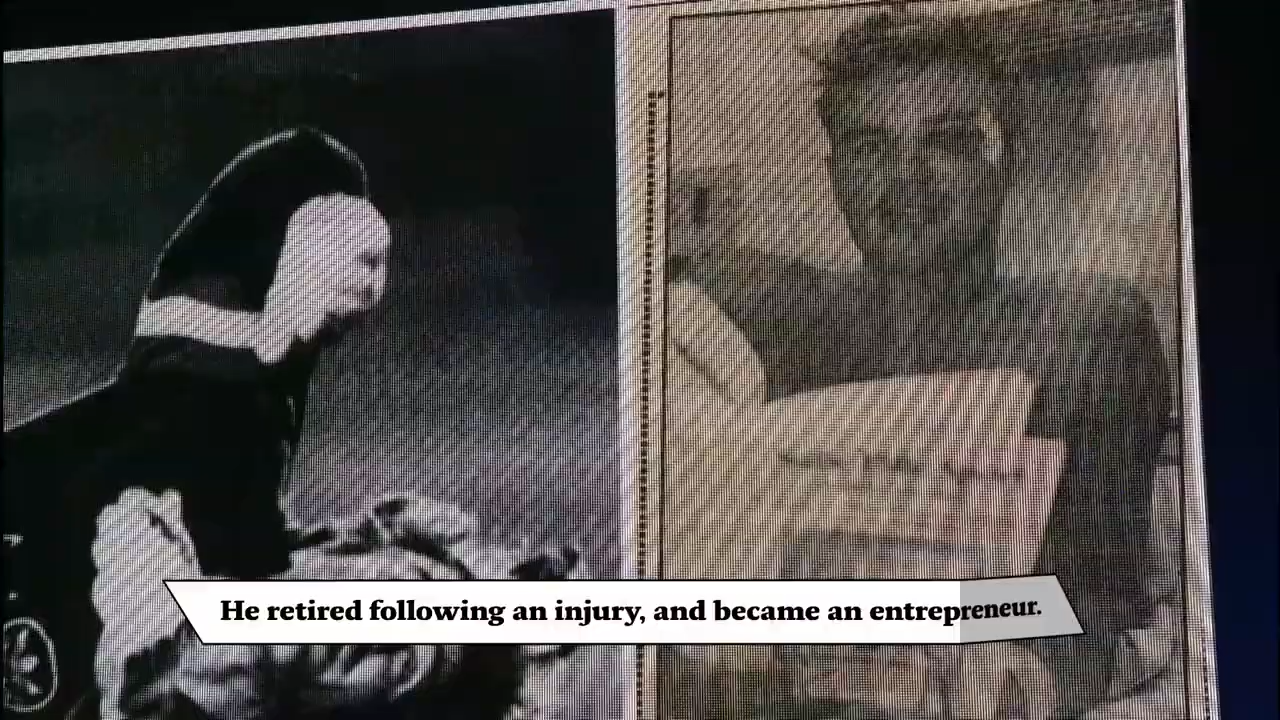 He retired following an injury, and became an entrepreneur.